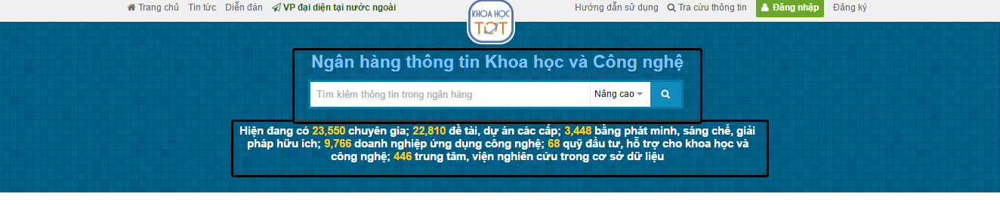 Trang chủ Tin tức Diễn đàn VP đại diện tại nước ngoài
KHOA HỌC
TỐT
Hướng dẫn sử dụng Tra cứu thông tin Đăng nhập Đăng ký
Ngân hàng thông tin Khoa học và Công nghệ
Tìm kiếm thông tin trong ngân hàng Nâng cao
Hiện đang có 23,550 chuyên gia; 22,810 đề tài, dự án các cấp; 3,448 bằng phát minh, sáng chế, giải
pháp hữu ích; 9,766 doanh nghiệp ứng dụng công nghệ; 68 quỹ đầu tư, hỗ trợ cho khoa học và
công nghệ; 446 trung tâm, viện nghiên cứu trong cơ sở dữ liệu